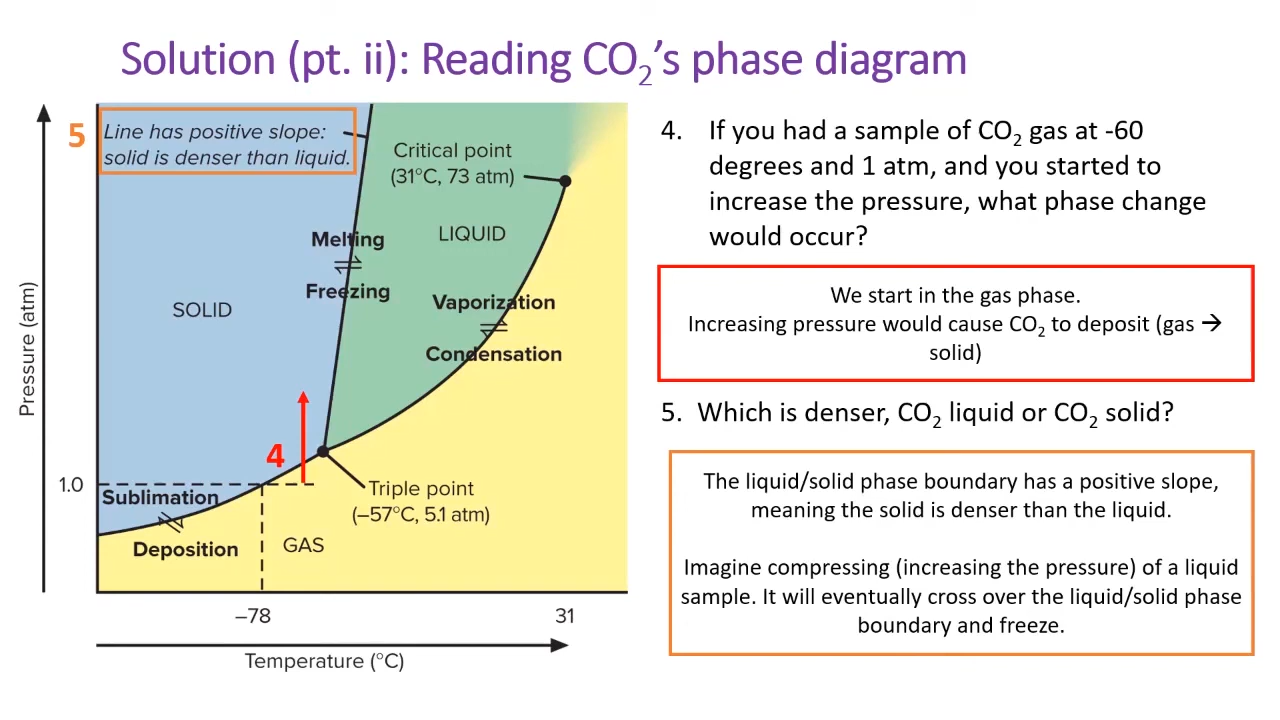 Solution (pt. ii): Reading CO₂’s phase diagram
5
Line has positive slope:
solid is denser than liquid.
Critical point
(31°C, 73 atm)
LIQUID
Melting
⇌
Freezing
SOLID
Vaporization
⇌
Condensation
Pressure (atm)
4
1.0
Sublimation
⇌
Deposition
Triple point
(–57°C, 5.1 atm)
GAS
–78
31
Temperature (°C)
4. If you had a sample of CO₂ gas at -60
degrees and 1 atm, and you started to
increase the pressure, what phase change
would occur?
We start in the gas phase.
Increasing pressure would cause CO₂ to deposit (gas →
solid)
5. Which is denser, CO₂ liquid or CO₂ solid?
The liquid/solid phase boundary has a positive slope,
meaning the solid is denser than the liquid.
Imagine compressing (increasing the pressure) of a liquid
sample. It will eventually cross over the liquid/solid phase
boundary and freeze.